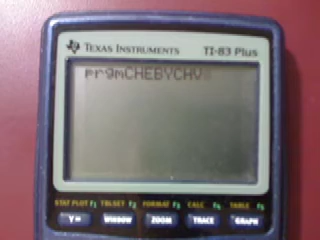 TEXAS INSTRUMENTS TI-83 Plus
prgmCHEBYCHV
STAT PLOT F1 TBLSET F2 FORMAT F3 CALC F4 TABLE F5
Y= WINDOW ZOOM TRACE GRAPH